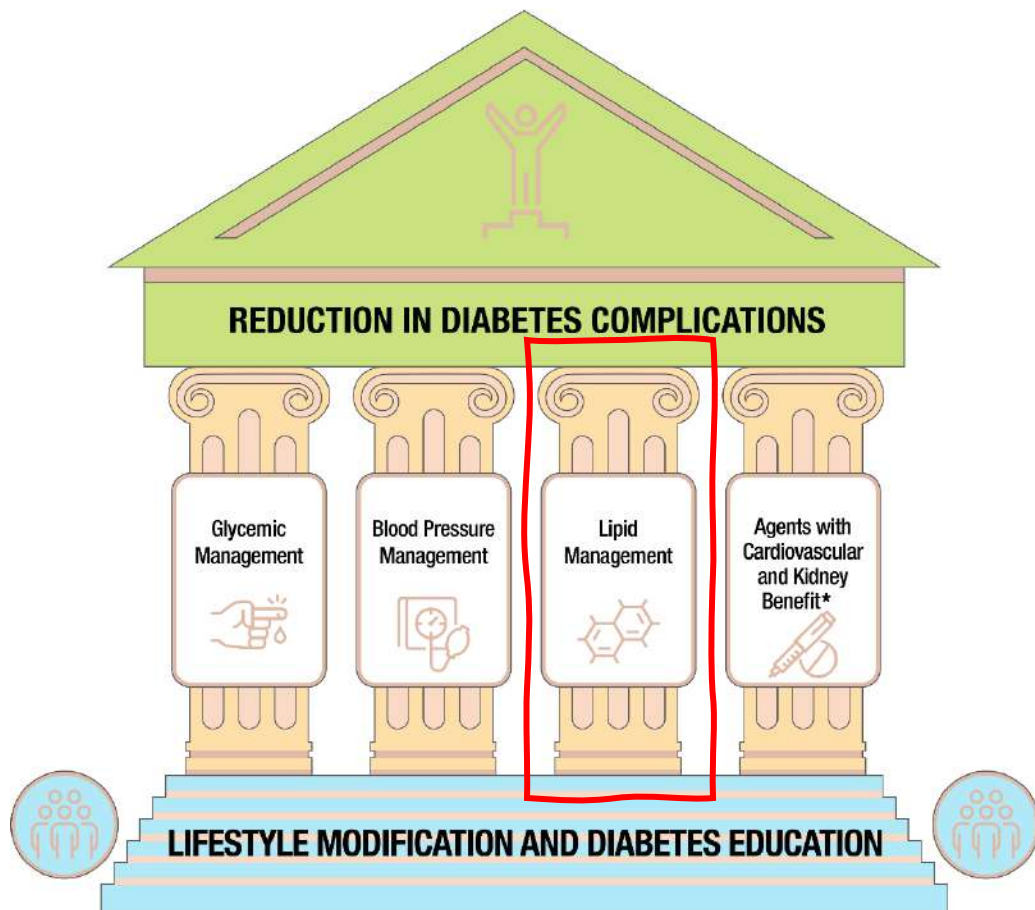 REDUCTION IN DIABETES COMPLICATIONS
Glycemic
Management
Blood Pressure
Management
Lipid
Management
Agents with
Cardiovascular
and Kidney
Benefit*
LIFESTYLE MODIFICATION AND DIABETES EDUCATION